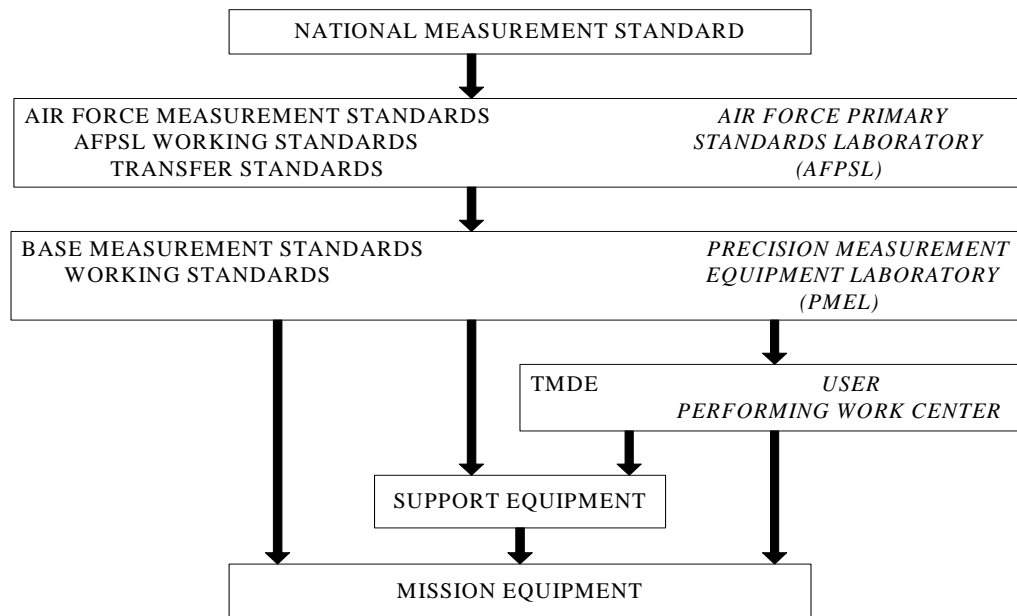 NATIONAL MEASUREMENT STANDARD
AIR FORCE MEASUREMENT STANDARDS
AFPSL WORKING STANDARDS
TRANSFER STANDARDS
AIR FORCE PRIMARY
STANDARDS LABORATORY
(AFPSL)
BASE MEASUREMENT STANDARDS
WORKING STANDARDS
PRECISION MEASUREMENT
EQUIPMENT LABORATORY
(PMEL)
TMDE
USER
PERFORMING WORK CENTER
SUPPORT EQUIPMENT
MISSION EQUIPMENT